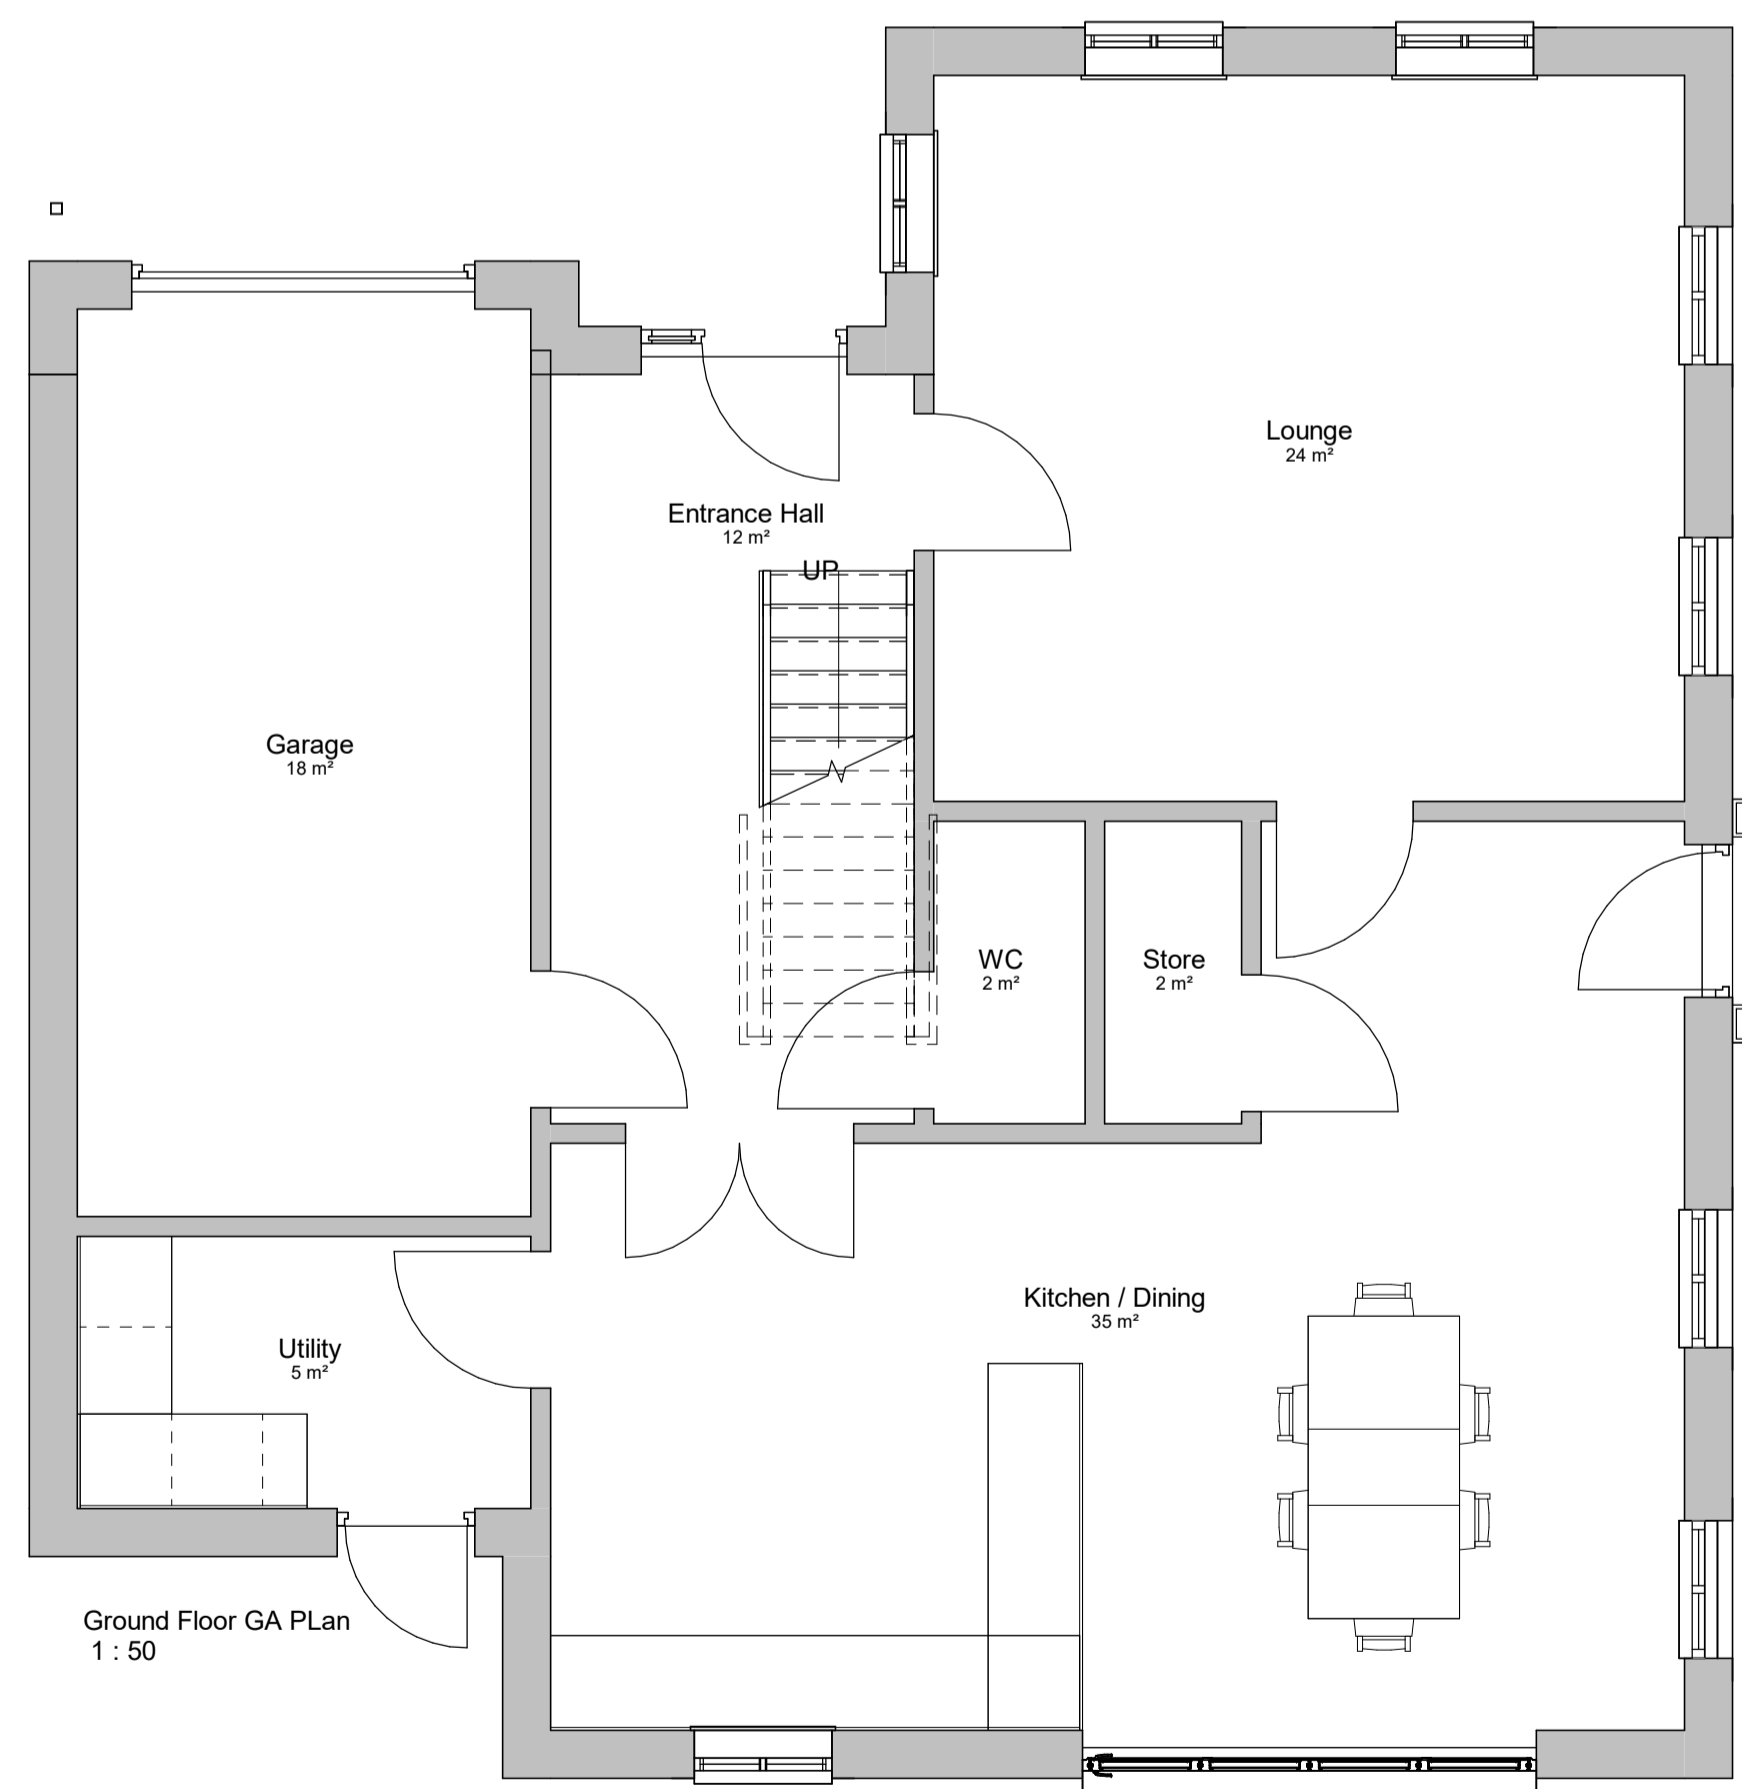 Lounge
24 m²
Entrance Hall
12 m²
UP
Garage
18 m²
WC
2 m²
Store
2 m²
Kitchen / Dining
35 m²
Utility
5 m²
Ground Floor GA PLan
1 : 50